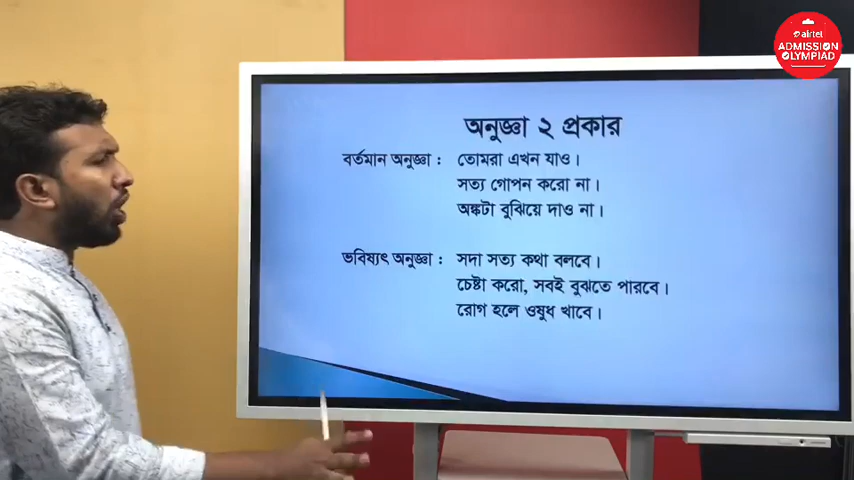 airtel
ADMISSION
OLYMPIAD
অনুজ্ঞা ২ প্রকার
বর্তমান অনুজ্ঞা : তোমরা এখন যাও।
সত্য গোপন করো না।
অঙ্কটা বুঝিয়ে দাও না।
ভবিষ্যৎ অনুজ্ঞা : সদা সত্য কথা বলবে।
চেষ্টা করো, সবই বুঝতে পারবে।
রোগ হলে ওষুধ খাবে।